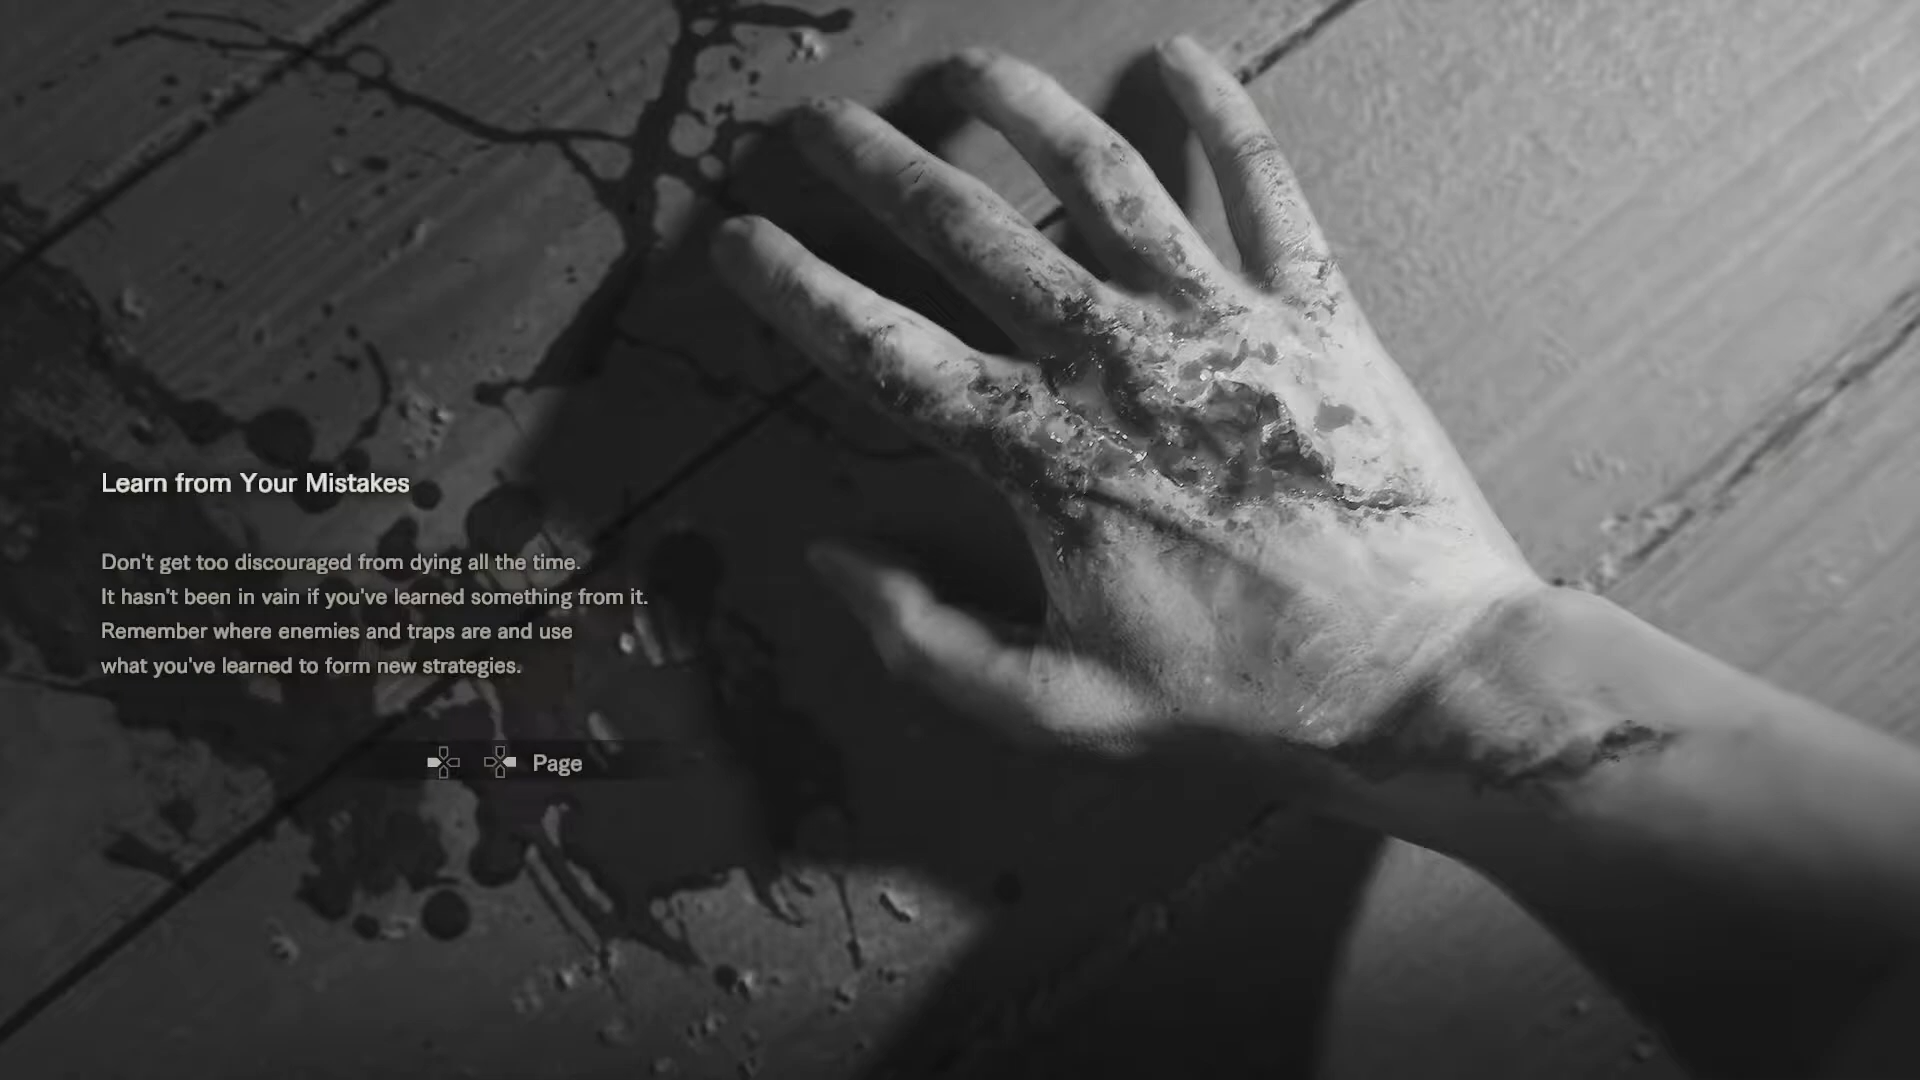 Learn from Your Mistakes
Don't get too discouraged from dying all the time.
It hasn't been in vain if you've learned something from it.
Remember where enemies and traps are and use
what you've learned to form new strategies.
Page